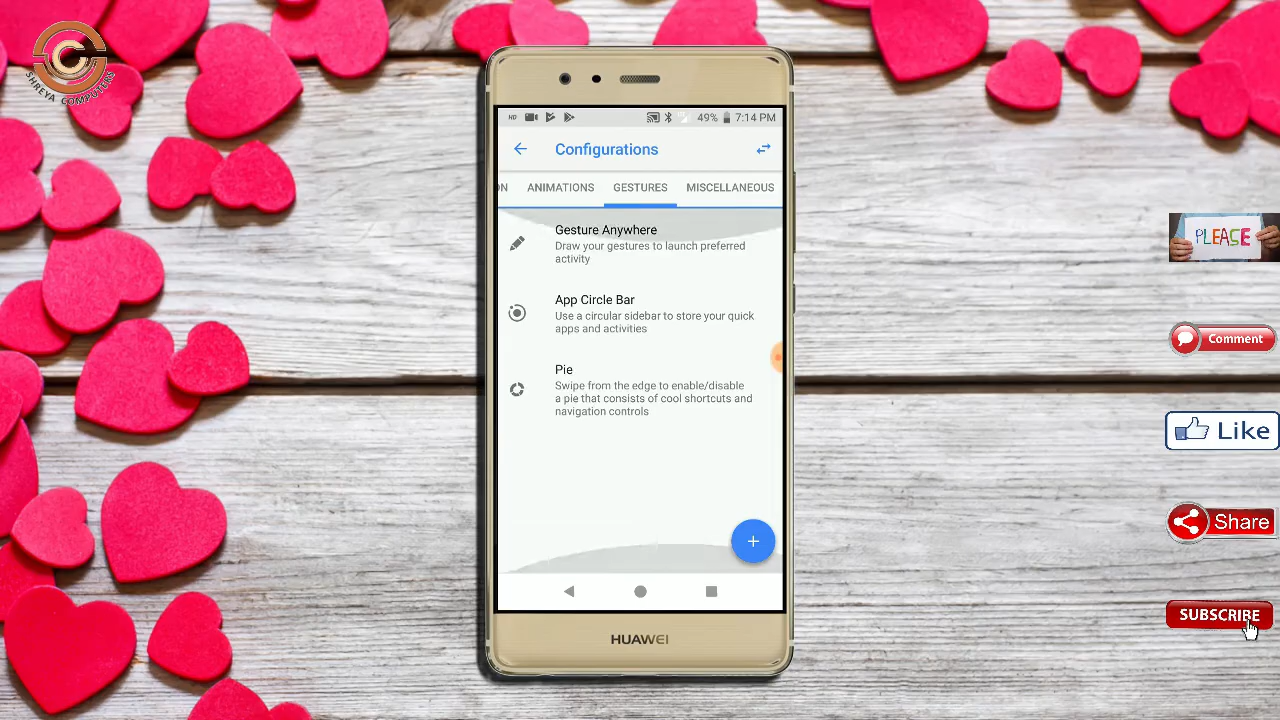 SHREYA COMPUTERS
HD
49%
7:14 PM
Configurations
ON
ANIMATIONS
GESTURES
MISCELLANEOUS
Gesture Anywhere
Draw your gestures to launch preferred
activity
App Circle Bar
Use a circular sidebar to store your quick
apps and activities
Pie
Swipe from the edge to enable/disable
a pie that consists of cool shortcuts and
navigation controls
HUAWEI
PLEASE
Comment
Like
Share
SUBSCRIBE